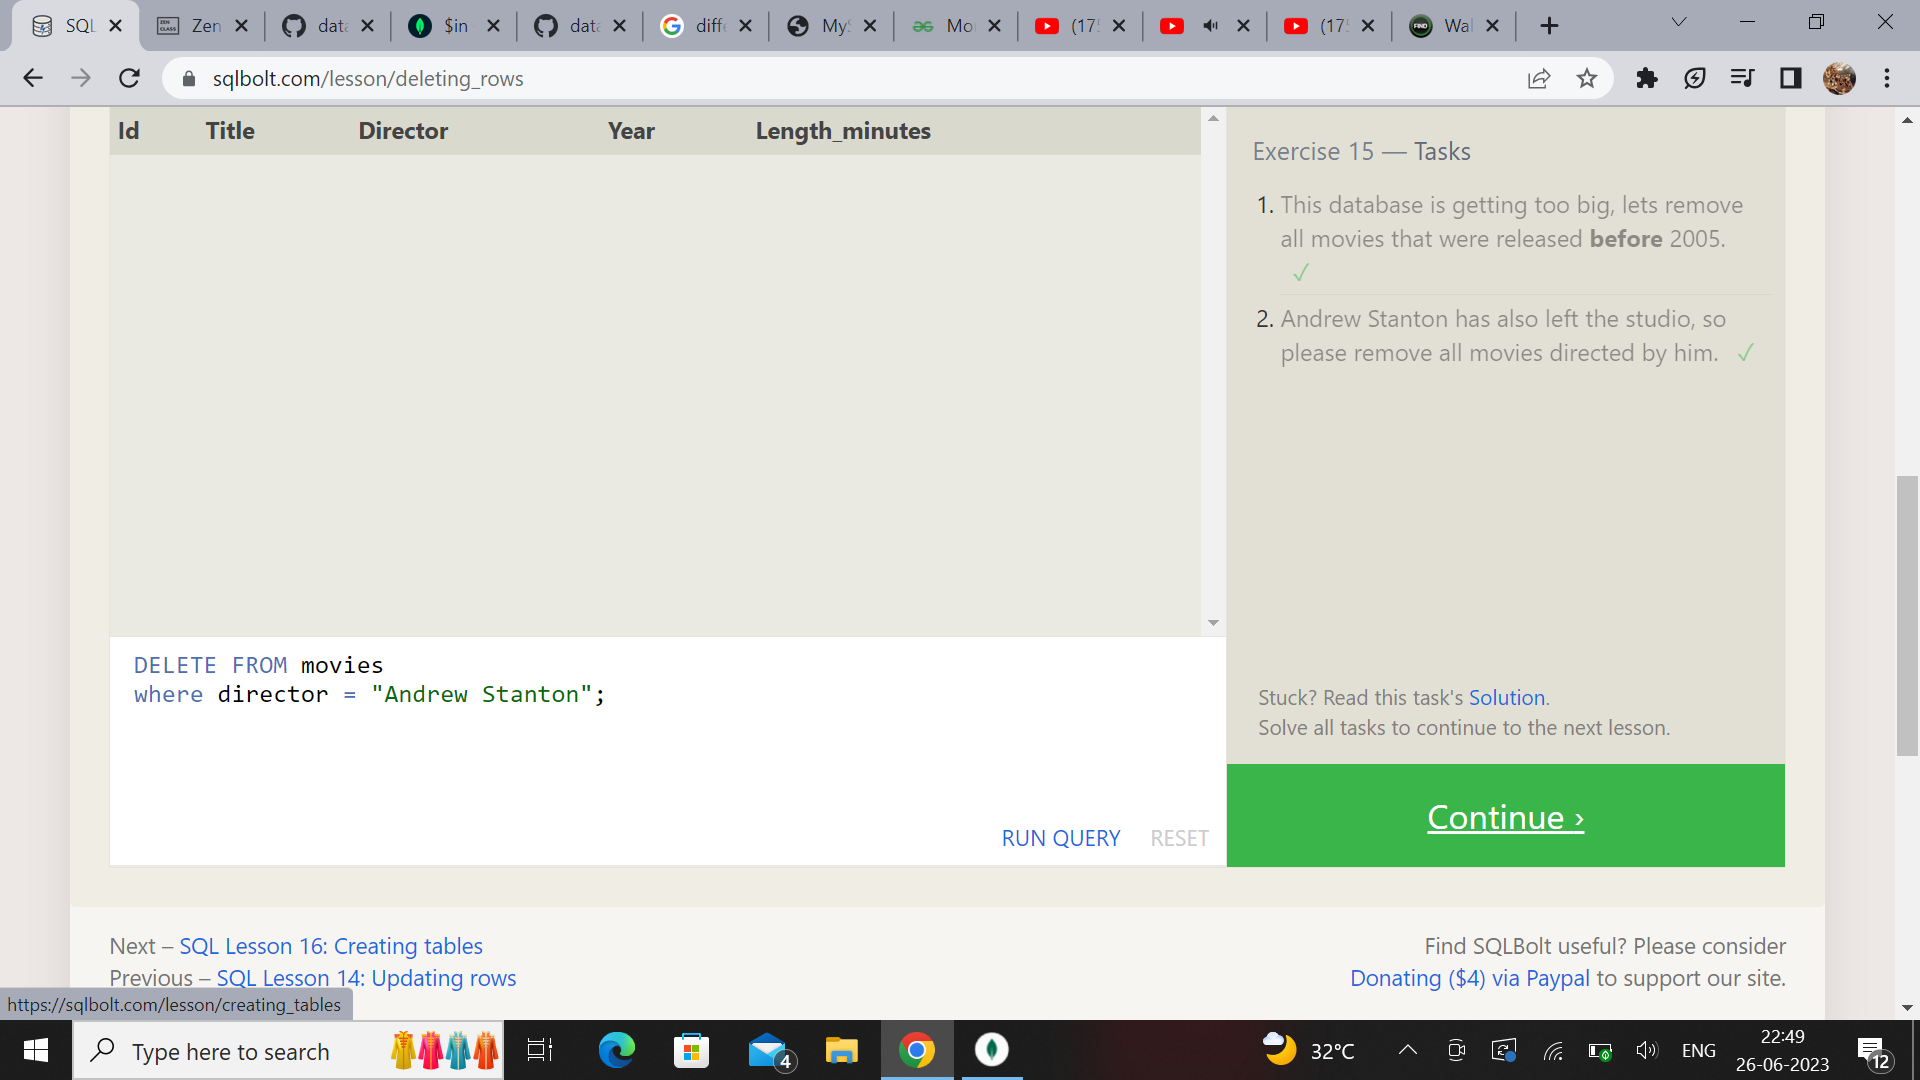 SQL
Zen
data
$in
data
diffe
MyS
Mo
(175
(175
Wal
sqlbolt.com/lesson/deleting_rows
Id Title Director Year Length_minutes
Exercise 15 — Tasks
1. This database is getting too big, lets remove
all movies that were released before 2005.
✓
2. Andrew Stanton has also left the studio, so
please remove all movies directed by him. ✓
DELETE FROM movies
where director = "Andrew Stanton";
RUN QUERY RESET
Stuck? Read this task's Solution.
Solve all tasks to continue to the next lesson.
Continue ›
Next – SQL Lesson 16: Creating tables
Previous – SQL Lesson 14: Updating rows
Find SQLBolt useful? Please consider
Donating ($4) via Paypal to support our site.
https://sqlbolt.com/lesson/creating_tables
Type here to search
4
32°C
ENG
22:49
26-06-2023
12